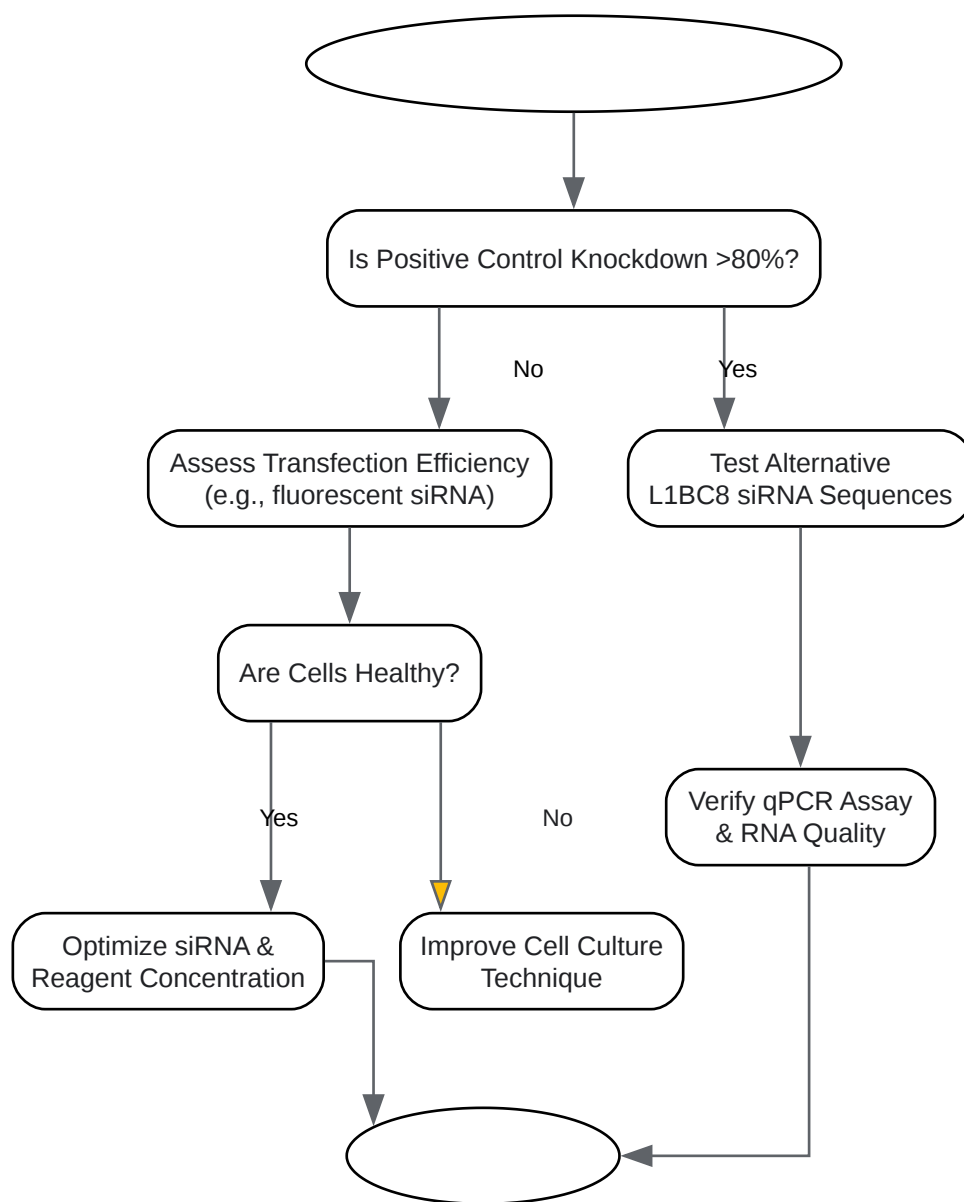 Is Positive Control Knockdown >80%?
No
Yes
Assess Transfection Efficiency
(e.g., fluorescent siRNA)
Test Alternative
L1BC8 siRNA Sequences
Are Cells Healthy?
Yes
No
Verify qPCR Assay
& RNA Quality
Optimize siRNA &
Reagent Concentration
Improve Cell Culture
Technique